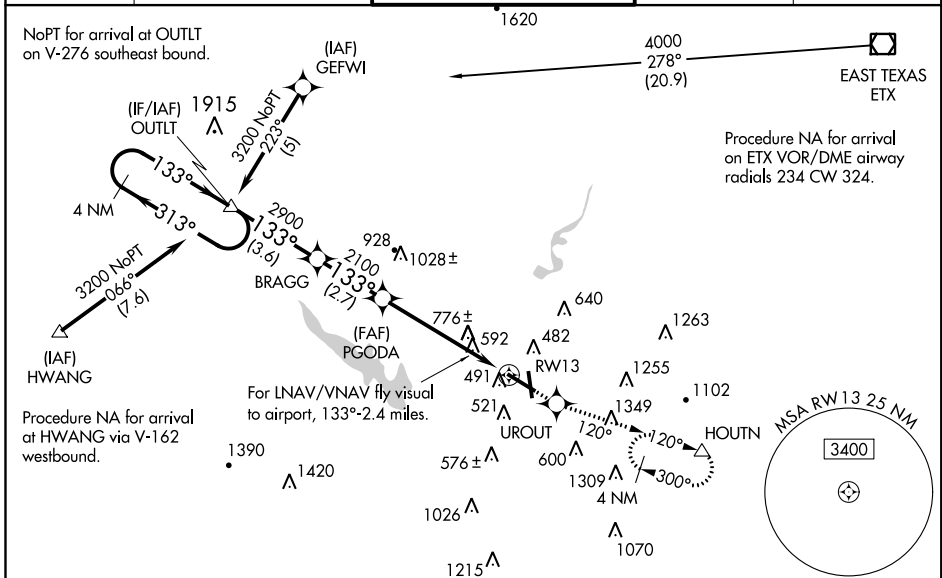 1620
NoPT for arrival at OUTLT
on V-276 southeast bound.
(IAF)
GEFWI
4000
278°
(20.9)
EAST TEXAS
ETX
(IF/IAF)
OUTLT
1915
3200 NoPT
223°
(5)
Procedure NA for arrival
on ETX VOR/DME airway
radials 234 CW 324.
133°
4 NM
313°
2900
133°
(3.6)
BRAGG
2100
133°
(2.7)
928
1028±
3200 NoPT
066°
(7.6)
(IAF)
HWANG
(FAF)
PGODA
776±
592
640
482
1263
RW13
491
1255
For LNAV/VNAV fly visual
to airport, 133°-2.4 miles.
521
1349
1102
Procedure NA for arrival
at HWANG via V-162
westbound.
UROUT
120°
120°
HOUTN
MSA RW 13 25 NM
3400
1390
1420
576±
600
300°
1309
4 NM
1026
1070
1215